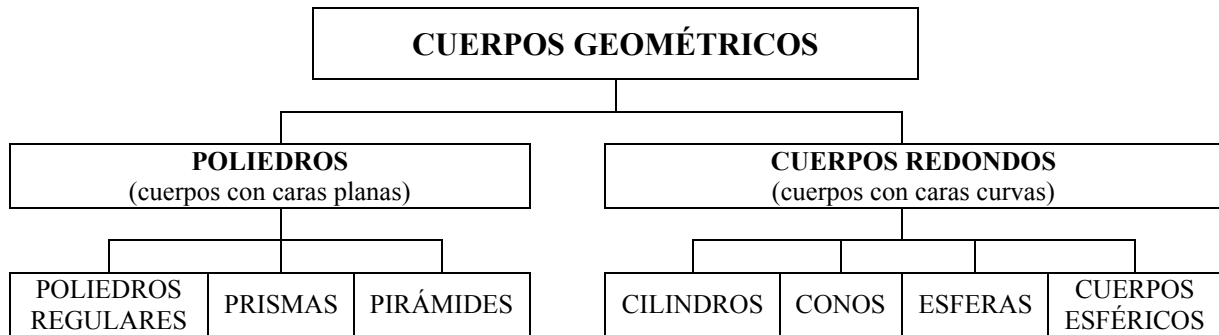 CUERPOS GEOMÉTRICOS
POLIEDROS
(cuerpos con caras planas)
CUERPOS REDONDOS
(cuerpos con caras curvas)
POLIEDROS
REGULARES
PRISMAS
PIRÁMIDES
CILINDROS
CONOS
ESFERAS
CUERPOS
ESFÉRICOS